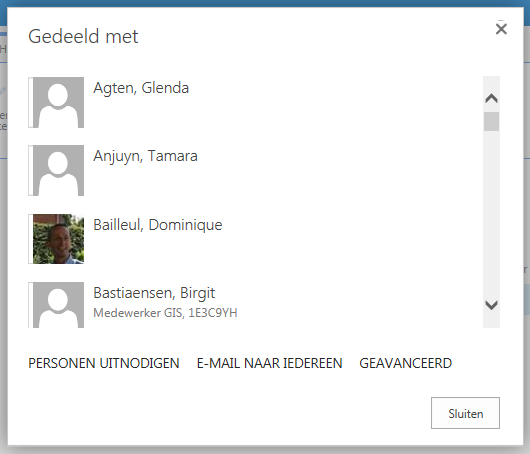 Gedeeld met
Agten, Glenda
Anjuyn, Tamara
Bailleul, Dominique
Bastiaensen, Birgit
Medewerker GIS, 1E3C9YH
PERSONEN UITNODIGEN E-MAIL NAAR IEDEREEN GEAVANCEERD
Sluiten